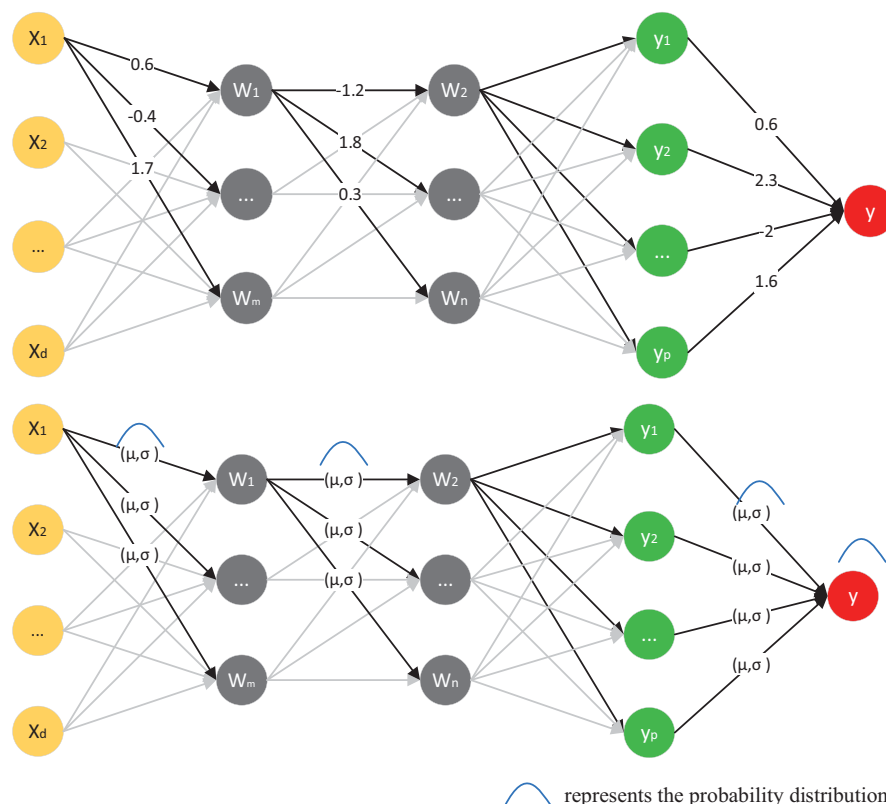 X1
0.6
-0.4
1.7
X2
...
Xd
W1
...
Wm
-1.2
1.8
0.3
W2
...
Wn
y1
y2
...
yp
0.6
2.3
-2
1.6
y
X1
(μ,σ )
(μ,σ )
(μ,σ )
X2
...
Xd
W1
...
Wm
(μ,σ )
(μ,σ )
(μ,σ )
W2
...
Wn
y1
y2
...
yp
(μ,σ )
(μ,σ )
(μ,σ )
(μ,σ )
y
represents the probability distribution